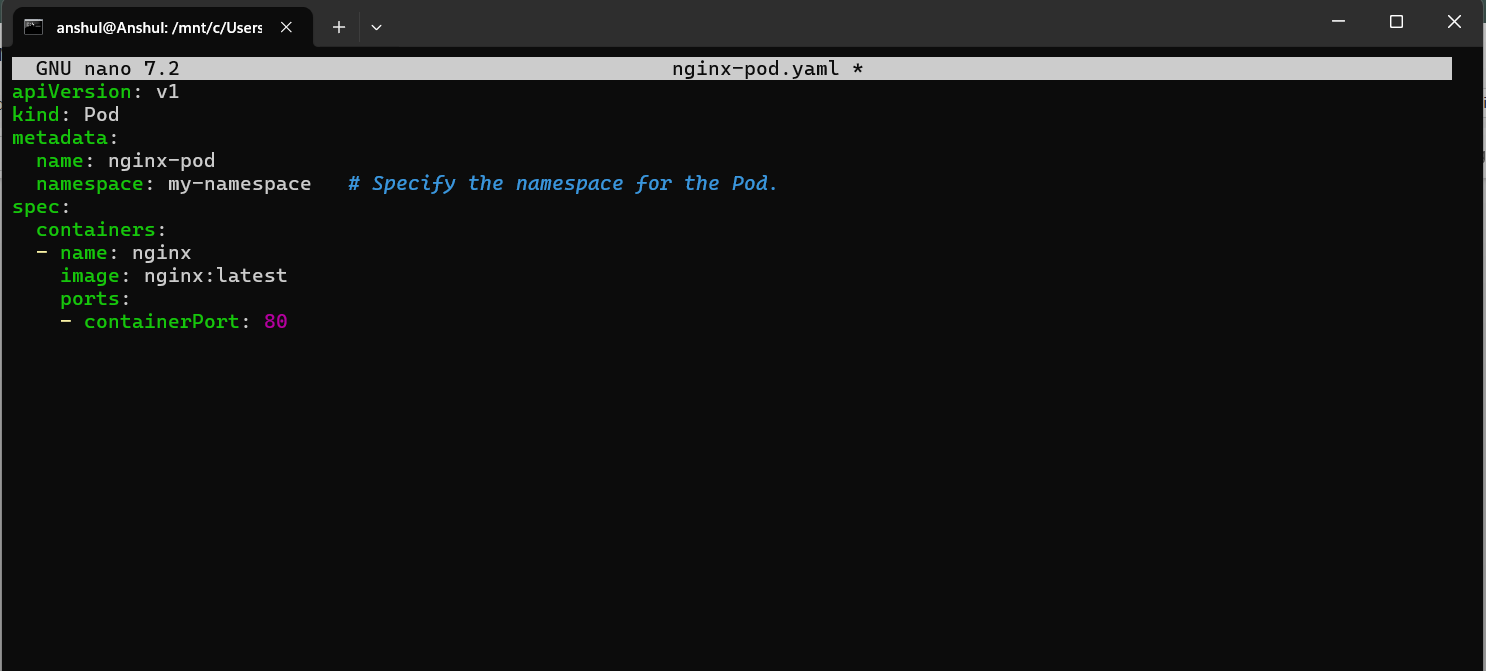 anshul@Anshul: /mnt/c/Users
GNU nano 7.2 nginx-pod.yaml *
apiVersion: v1
kind: Pod
metadata:
  name: nginx-pod
  namespace: my-namespace   # Specify the namespace for the Pod.
spec:
  containers:
  - name: nginx
    image: nginx:latest
    ports:
    - containerPort: 80